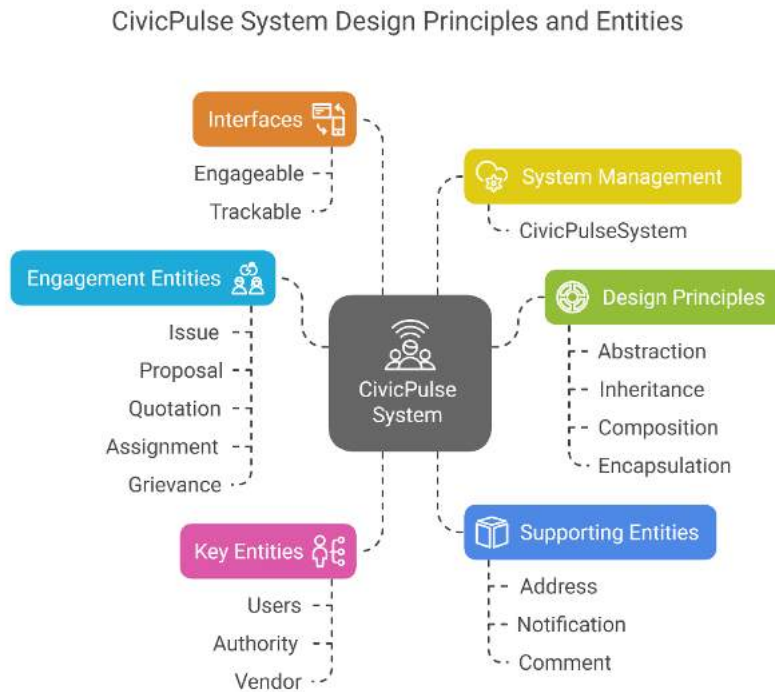 CivicPulse System Design Principles and Entities
Interfaces
Engageable
Trackable
System Management
CivicPulseSystem
Engagement Entities
Issue
Proposal
Quotation
Assignment
Grievance
CivicPulse
System
Design Principles
Abstraction
Inheritance
Composition
Encapsulation
Key Entities
Users
Authority
Vendor
Supporting Entities
Address
Notification
Comment